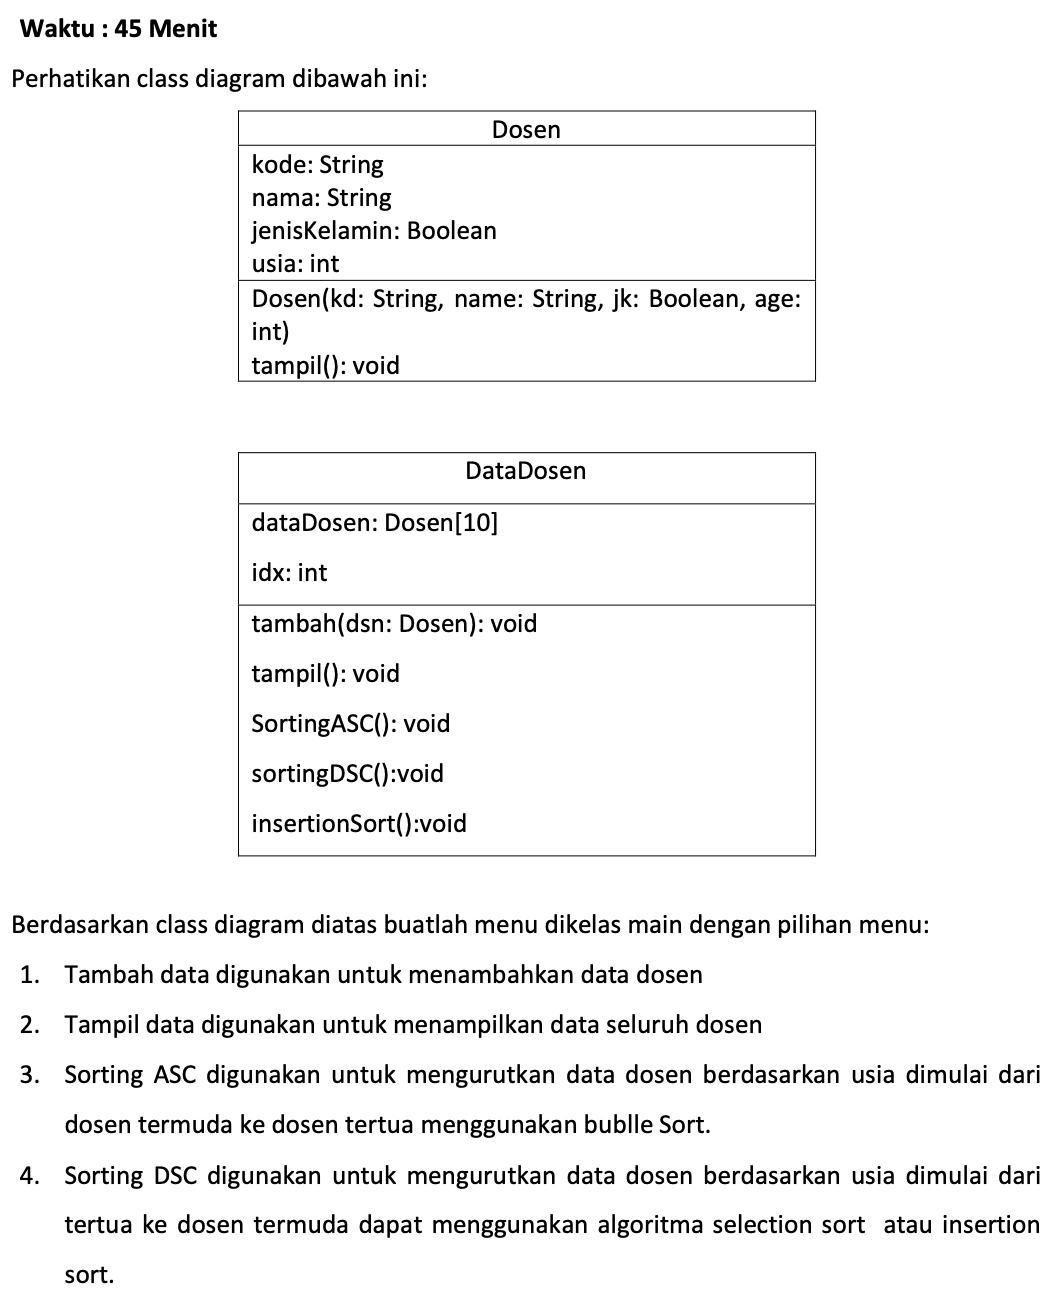 Waktu : 45 Menit
Perhatikan class diagram dibawah ini:
Dosen
kode: String
nama: String
jenisKelamin: Boolean
usia: int
Dosen(kd: String, name: String, jk: Boolean, age:
int)
tampil(): void
DataDosen
dataDosen: Dosen[10]
idx: int
tambah(dsn: Dosen): void
tampil(): void
SortingASC(): void
sortingDSC():void
insertionSort():void
Berdasarkan class diagram diatas buatlah menu dikelas main dengan pilihan menu:
1. Tambah data digunakan untuk menambahkan data dosen
2. Tampil data digunakan untuk menampilkan data seluruh dosen
3. Sorting ASC digunakan untuk mengurutkan data dosen berdasarkan usia dimulai dari
dosen termuda ke dosen tertua menggunakan bublle Sort.
4. Sorting DSC digunakan untuk mengurutkan data dosen berdasarkan usia dimulai dari
tertua ke dosen termuda dapat menggunakan algoritma selection sort atau insertion
sort.